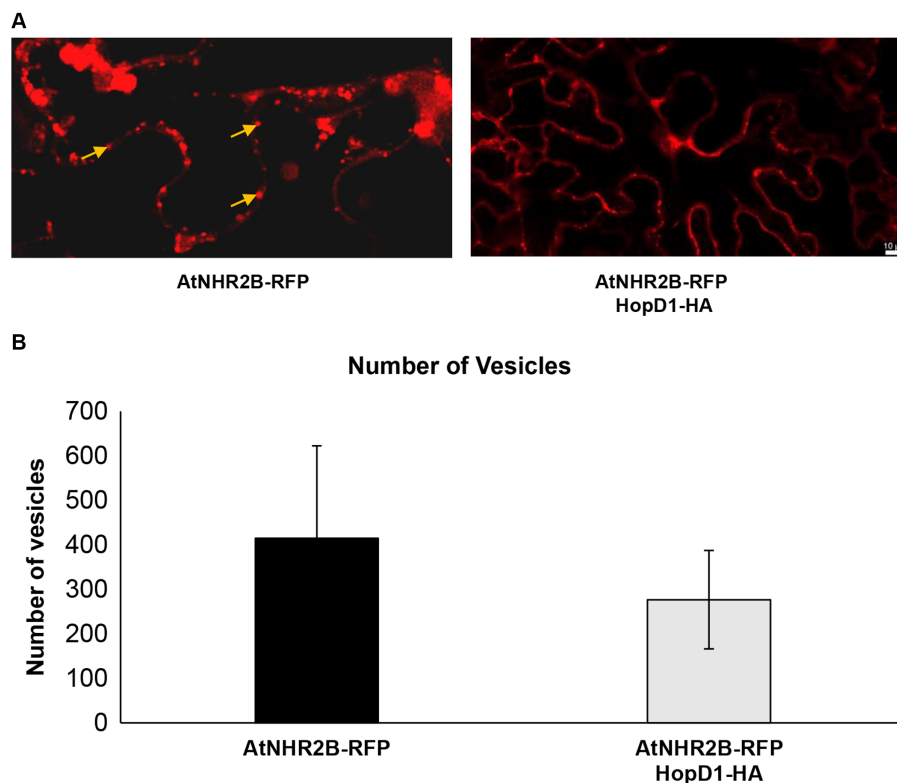 A
10 µ
AtNHR2B-RFP
AtNHR2B-RFP
HopD1-HA
B
Number of Vesicles
Number of vesicles
700
600
500
400
300
200
100
0
AtNHR2B-RFP
AtNHR2B-RFP
HopD1-HA